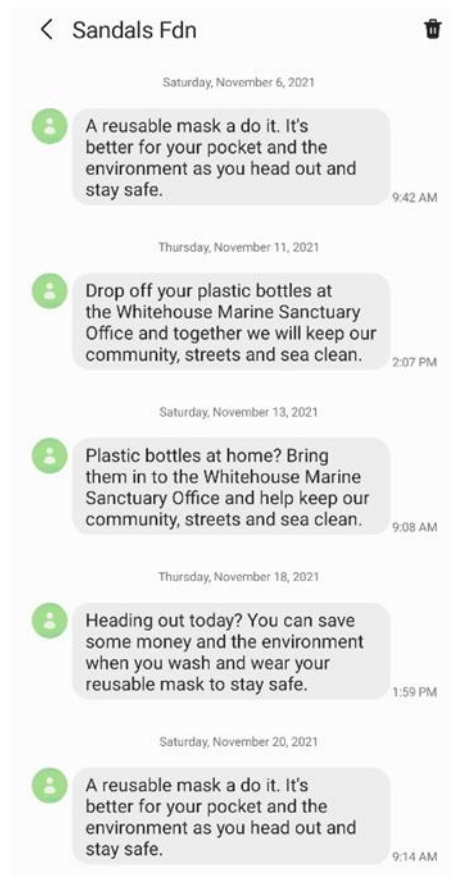 Sandals Fdn
Saturday, November 6, 2021
A reusable mask a do it. It's
better for your pocket and the
environment as you head out and
stay safe.
9:42 AM
Thursday, November 11, 2021
Drop off your plastic bottles at
the Whitehouse Marine Sanctuary
Office and together we will keep our
community, streets and sea clean.
2:07 PM
Saturday, November 13, 2021
Plastic bottles at home? Bring
them in to the Whitehouse Marine
Sanctuary Office and help keep our
community, streets and sea clean.
9:08 AM
Thursday, November 18, 2021
Heading out today? You can save
some money and the environment
when you wash and wear your
reusable mask to stay safe.
1:59 PM
Saturday, November 20, 2021
A reusable mask a do it. It's
better for your pocket and the
environment as you head out and
stay safe.
9:14 AM